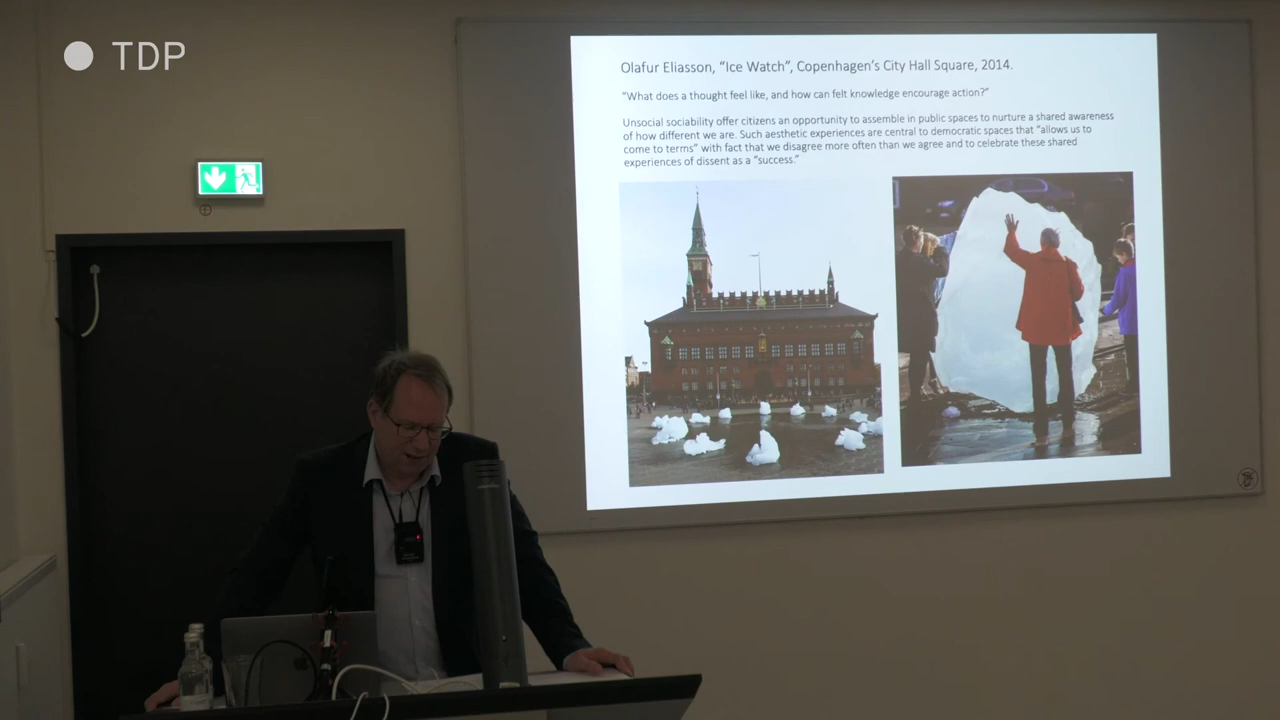 TDP
Olafur Eliasson, “Ice Watch”, Copenhagen’s City Hall Square, 2014.
“What does a thought feel like, and how can felt knowledge encourage action?”
Unsocial sociability offer citizens an opportunity to assemble in public spaces to nurture a shared awareness
of how different we are. Such aesthetic experiences are central to democratic spaces that “allows us to
come to terms” with fact that we disagree more often than we agree and to celebrate these shared
experiences of dissent as a “success.”